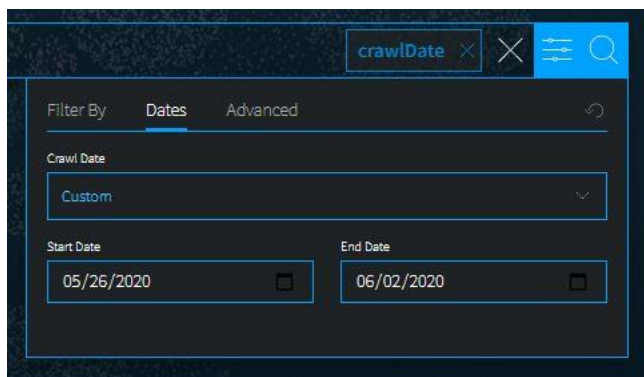 crawlDate
Filter By Dates Advanced
Crawl Date
Custom
Start Date End Date
05/26/2020 06/02/2020